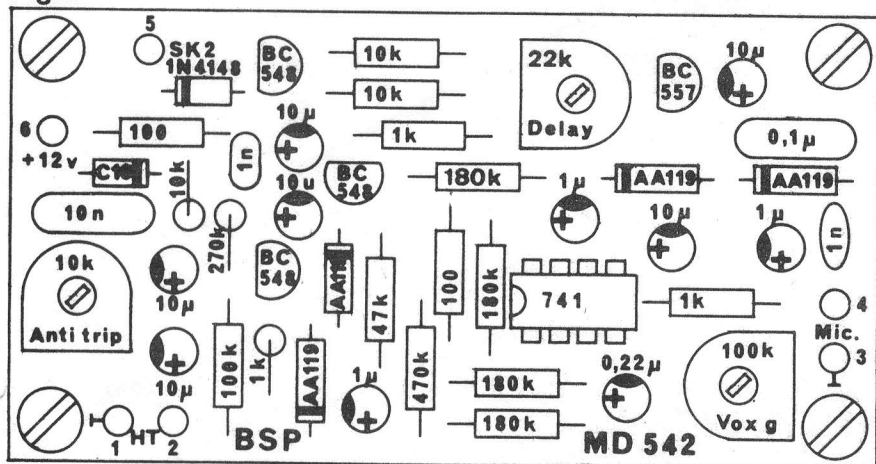 5
SK2
1N4148
BC
548
10k
10k
1k
22k
Delay
BC
557
10µ
0,1µ
6
+12v
100
10k
1n
10µ
10u
BC
548
180k
1µ
AA119
AA119
10n
270k
10µ
1µ
1n
10k
Anti trip
10µ
BC
548
47k
100
180k
741
1k
4
Mic.
3
10µ
100k
1k
AA119
1µ
470k
180k
180k
0,22µ
100k
Vox g
1
HT
2
BSP
MD 542